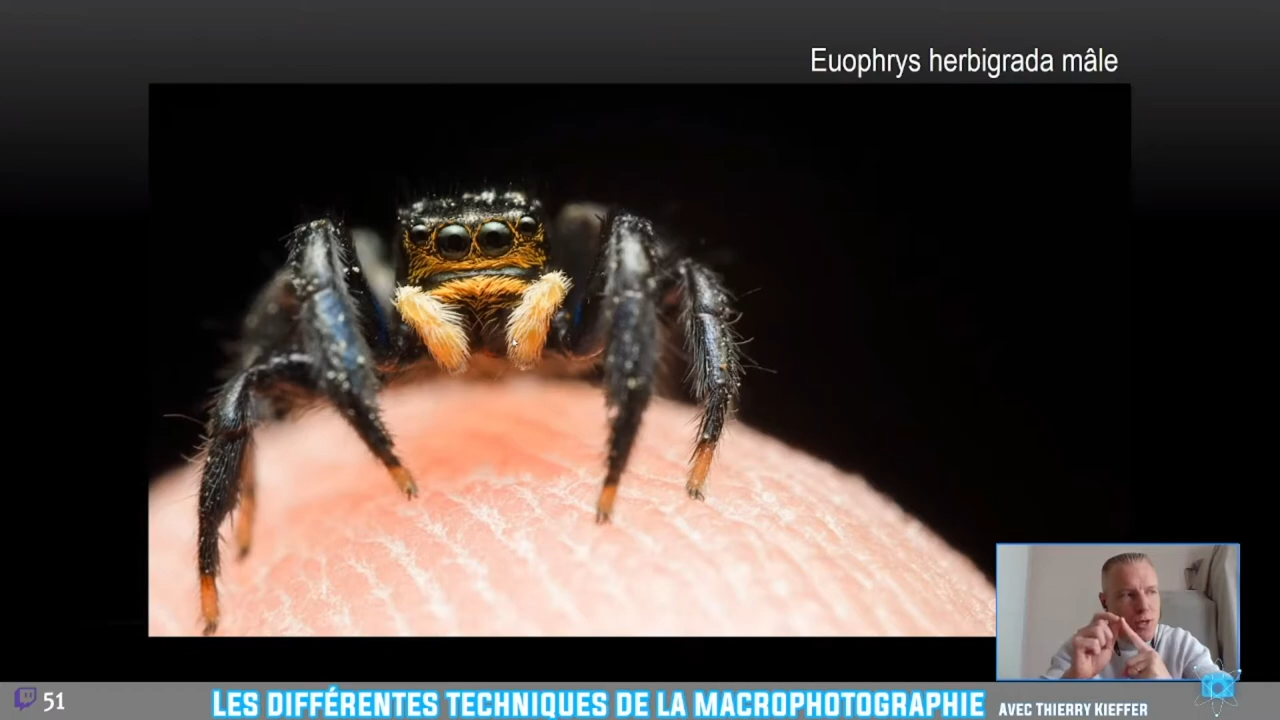 Euophrys herbigrada mâle
51
LES DIFFÉRENTES TECHNIQUES DE LA MACROPHOTOGRAPHIE AVEC THIERRY KIEFFER